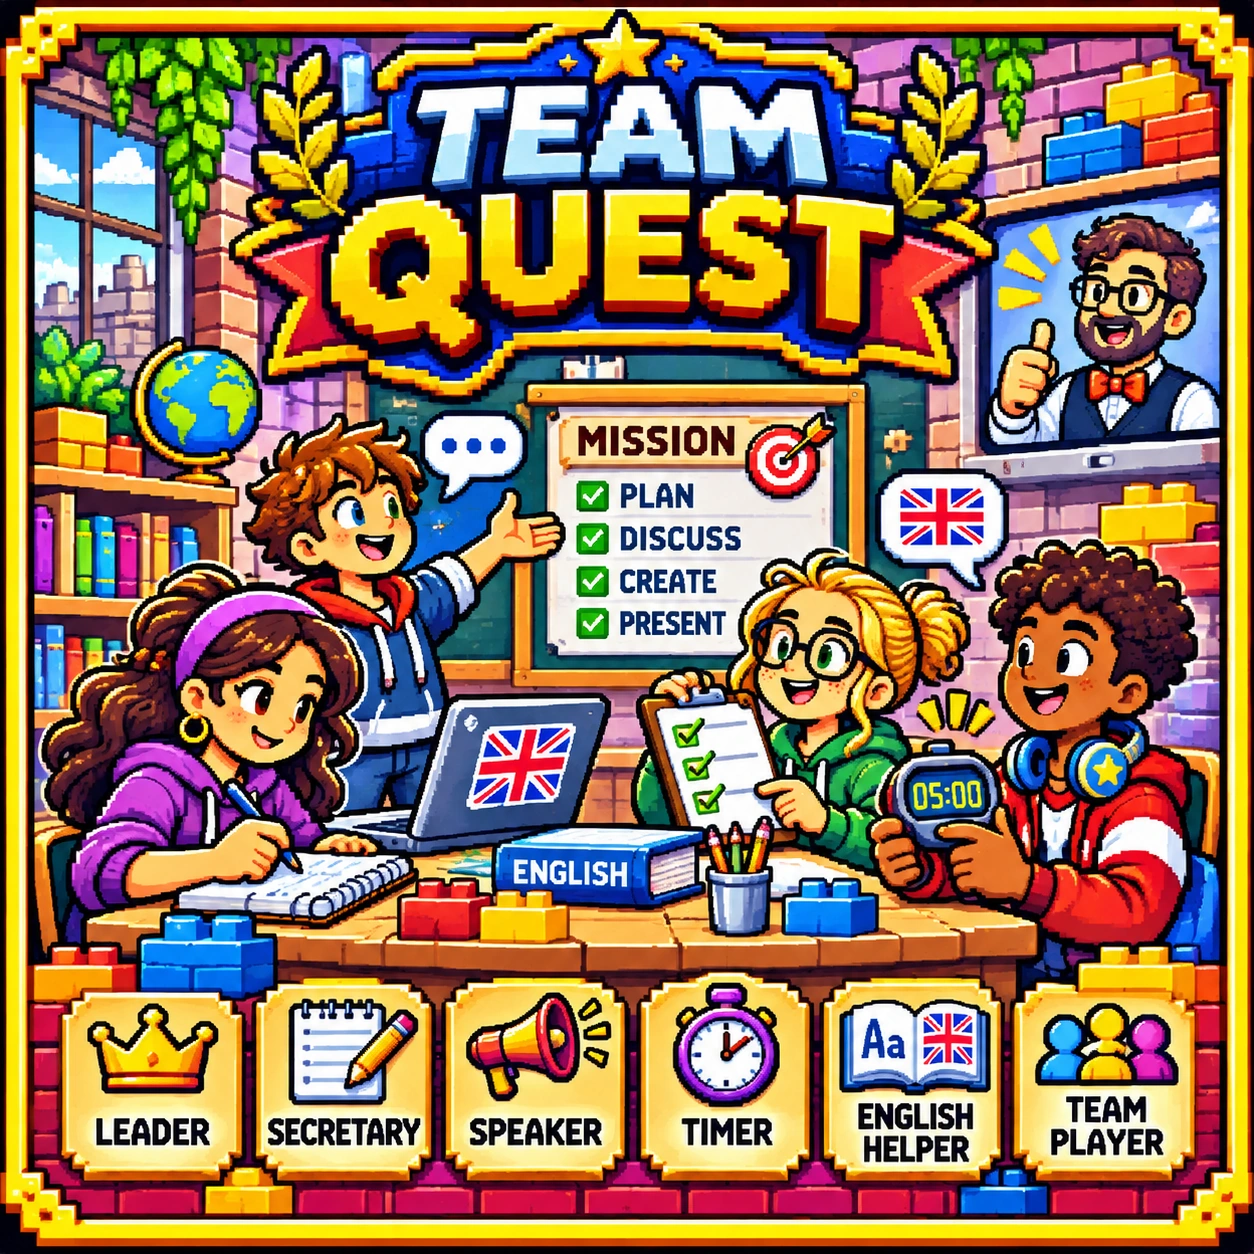 TEAM
QUEST
MISSION
PLAN
DISCUSS
CREATE
PRESENT
05:00
ENGLISH
LEADER
SECRETARY
SPEAKER
TIMER
Aa
ENGLISH
HELPER
TEAM
PLAYER